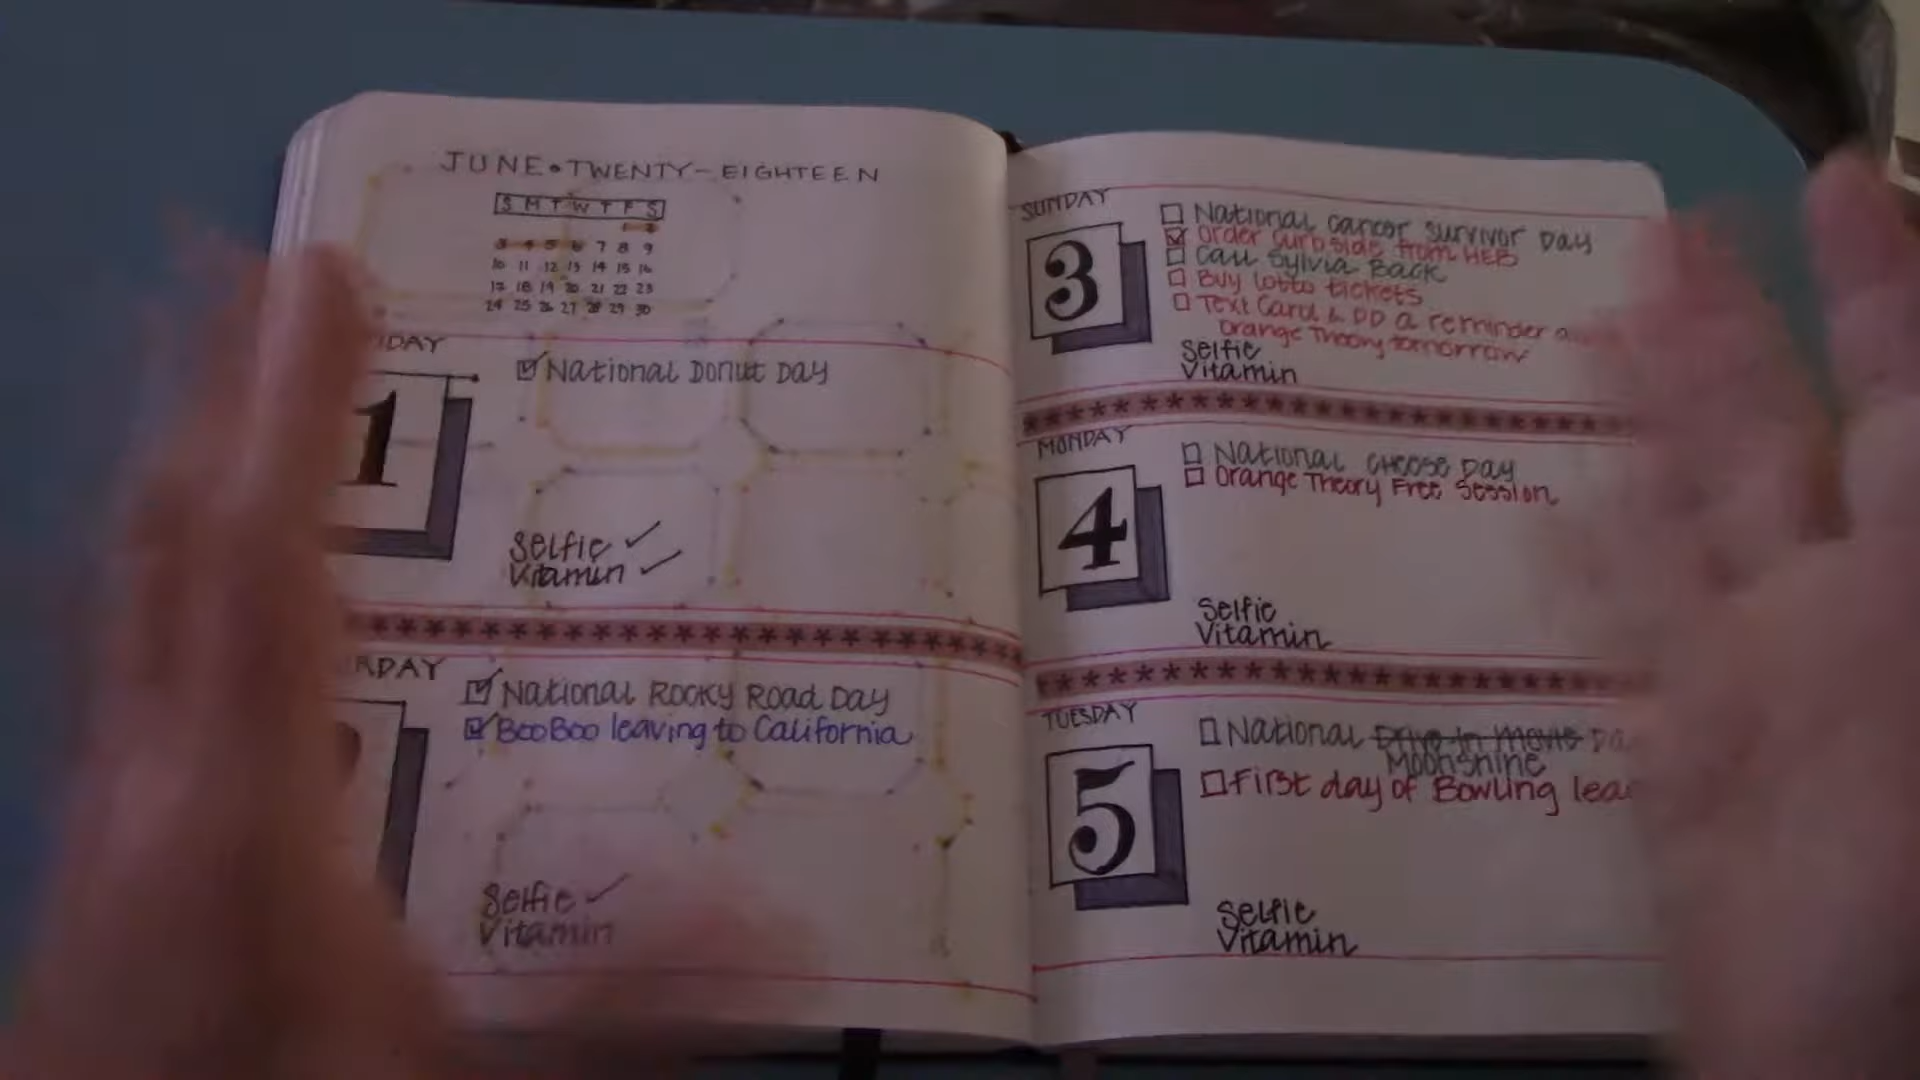 JUNE • TWENTY-EIGHTEEN
S M T W T F S
1 2
3 4 5 6 7 8 9
10 11 12 13 14 15 16
17 18 19 20 21 22 23
24 25 26 27 28 29 30
IDAY
1
National Donut Day
Selfie ✓
Vitamin ✓
RDAY
National Rocky Road Day
BooBoo leaving to California
Selfie ✓
Vitamin
SUNDAY
3
National cancer survivor Day
Order curbside from HEB
Call Sylvia Back
Buy lotto tickets
Text Carol & DD a reminder
Orange Theory tomorrow
Selfie
Vitamin
MONDAY
4
National Cheese Day
Orange Theory Free Session
Selfie
Vitamin
TUESDAY
5
National Drive-In Movie Da
Moonshine
First day of Bowling lea
Selfie
Vitamin